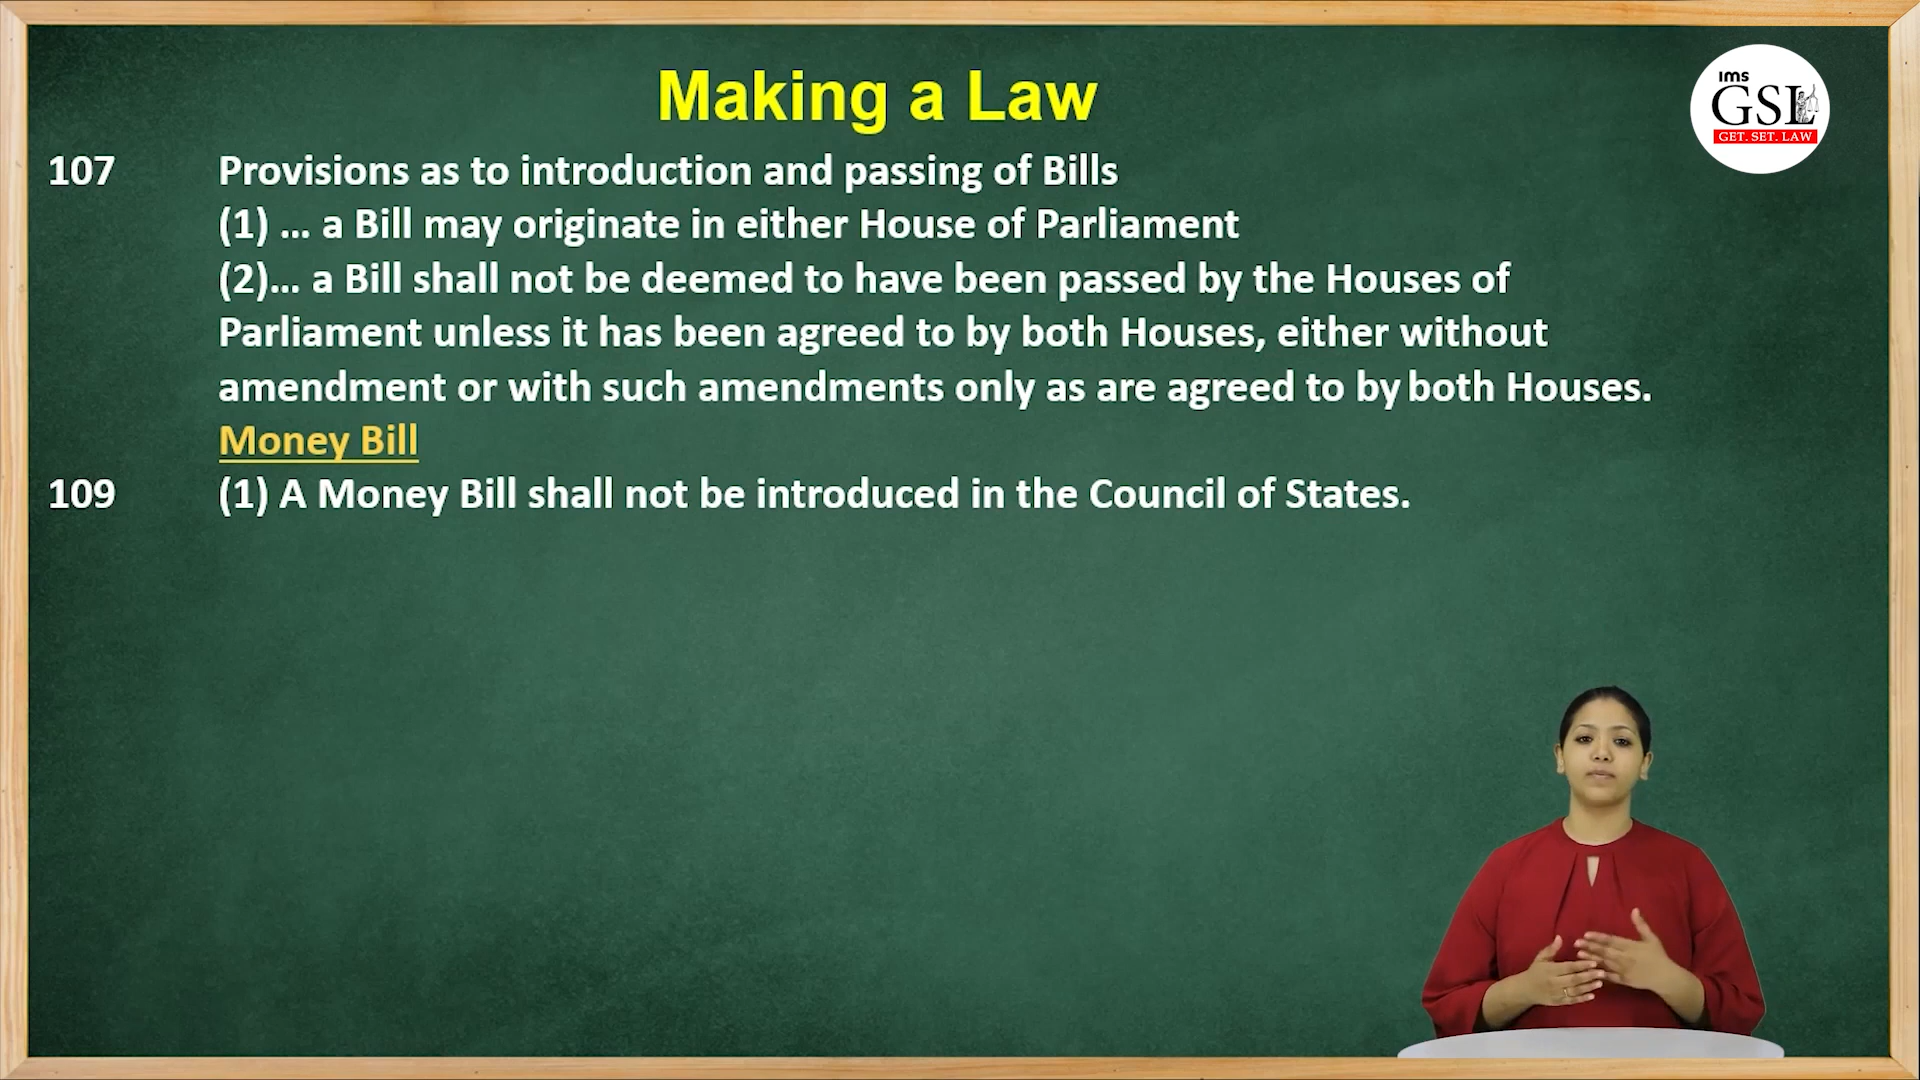 Making a Law
ims
GSL
GET. SET. LAW
107 Provisions as to introduction and passing of Bills
(1) ... a Bill may originate in either House of Parliament
(2)... a Bill shall not be deemed to have been passed by the Houses of
Parliament unless it has been agreed to by both Houses, either without
amendment or with such amendments only as are agreed to by both Houses.
Money Bill
109 (1) A Money Bill shall not be introduced in the Council of States.